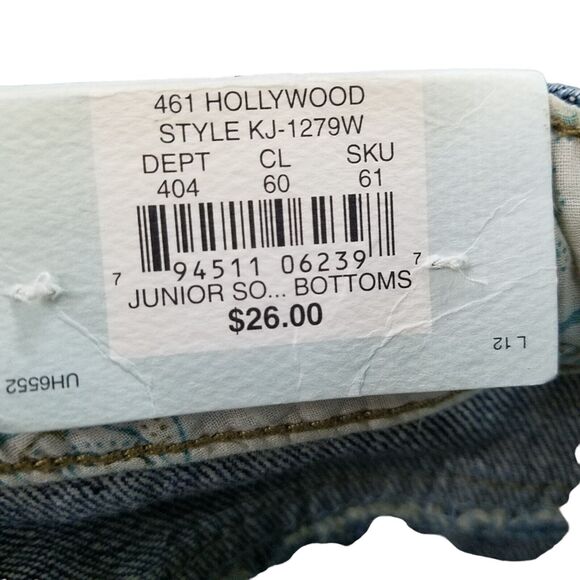 461 HOLLYWOOD
STYLE KJ-1279W
DEPT CL SKU
404 60 61
7 94511 06239 7
JUNIOR SO... BOTTOMS
$26.00
L 12
UH6552